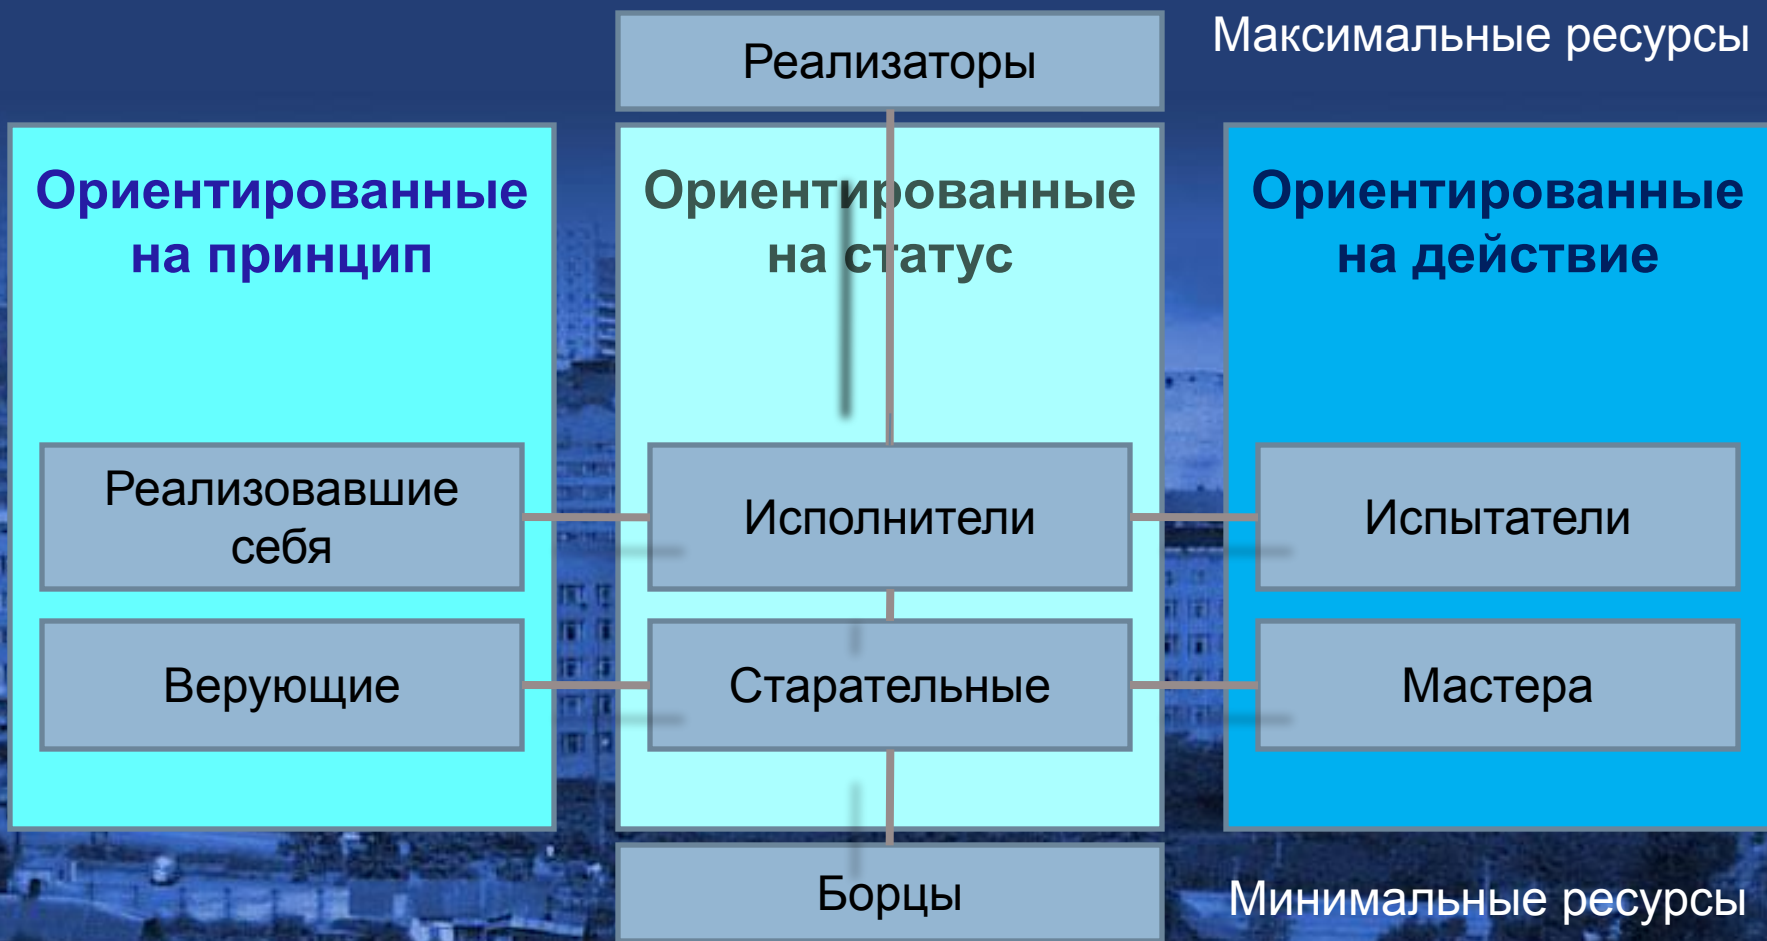 Максимальные ресурсы
Реализаторы
Ориентированные
на принцип
Ориентированные
на статус
Ориентированные
на действие
Реализовавшие
себя
Исполнители
Испытатели
Верующие
Старательные
Мастера
Борцы
Минимальные ресурсы